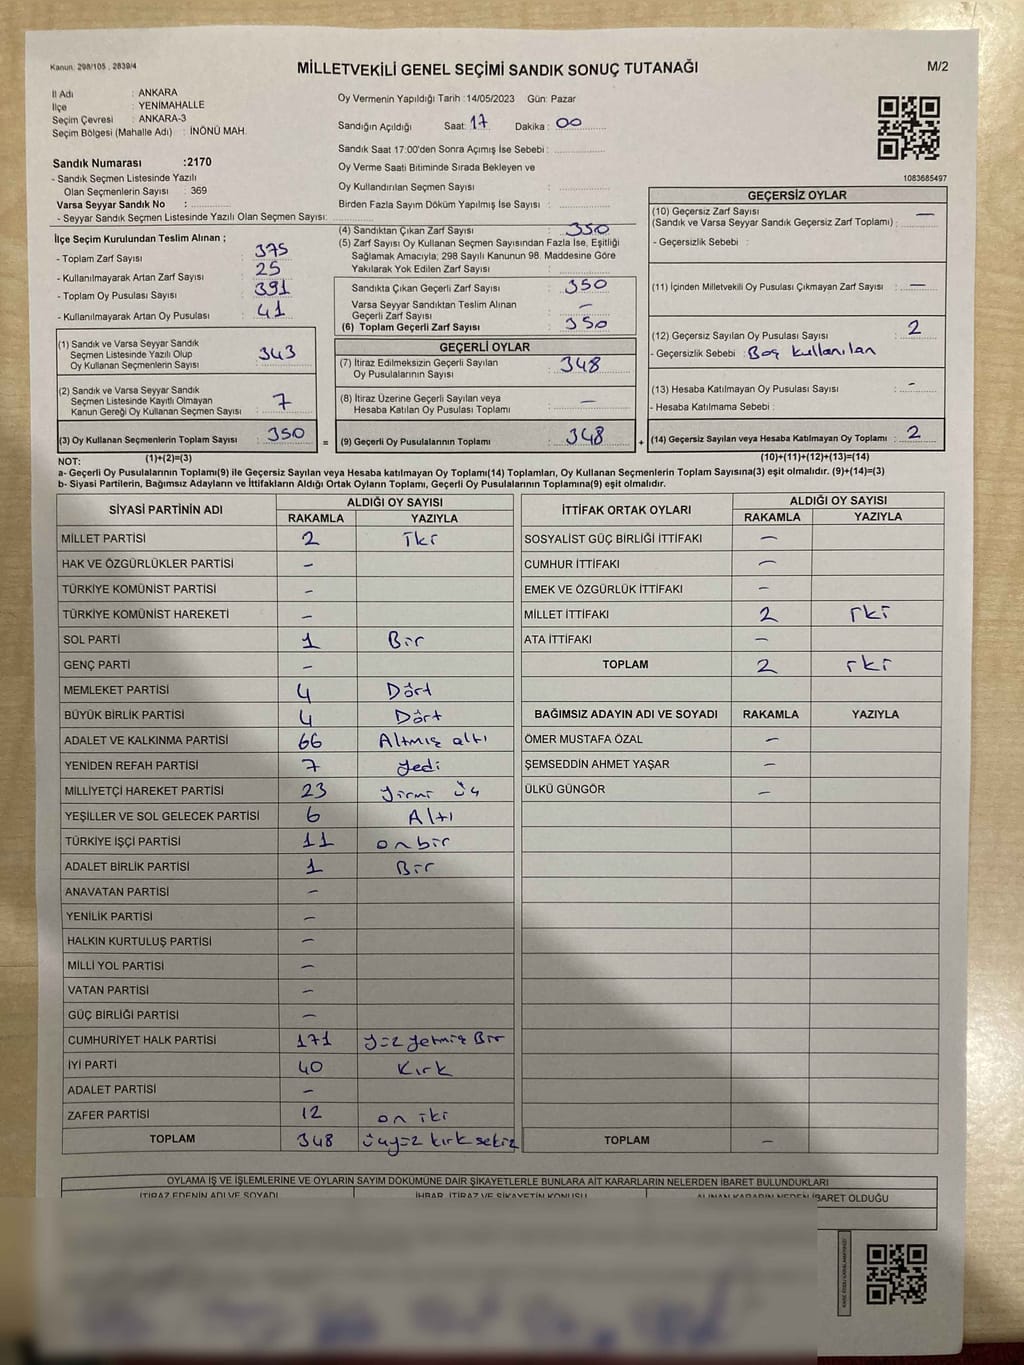 Kanun: 298/105 , 2839/4
MİLLETVEKİLİ GENEL SEÇİMİ SANDIK SONUÇ TUTANAĞI
M/2
İl Adı : ANKARA
İlçe : YENİMAHALLE
Seçim Çevresi : ANKARA-3
Seçim Bölgesi (Mahalle Adı) : İNÖNÜ MAH.
Sandık Numarası :2170
- Sandık Seçmen Listesinde Yazılı
Olan Seçmenlerin Sayısı : 369
Varsa Seyyar Sandık No :
- Seyyar Sandık Seçmen Listesinde Yazılı Olan Seçmen Sayısı:
Oy Vermenin Yapıldığı Tarih :14/05/2023 Gün: Pazar
Sandığın Açıldığı Saat: 17 Dakika : 00
Sandık Saat 17:00'den Sonra Açımış İse Sebebi :
Oy Verme Saati Bitiminde Sırada Bekleyen ve
Oy Kullandırılan Seçmen Sayısı :
Birden Fazla Sayım Döküm Yapılmış İse Sayısı :
1083685497
İlçe Seçim Kurulundan Teslim Alınan ;
- Toplam Zarf Sayısı : 375
- Kullanılmayarak Artan Zarf Sayısı : 25
- Toplam Oy Pusulası Sayısı : 391
- Kullanılmayarak Artan Oy Pusulası : 41
(1) Sandık ve Varsa Seyyar Sandık
Seçmen Listesinde Yazılı Olup
Oy Kullanan Seçmenlerin Sayısı : 343
(2) Sandık ve Varsa Seyyar Sandık
Seçmen Listesinde Kayıtlı Olmayan
Kanun Gereği Oy Kullanan Seçmen Sayısı : 7
(3) Oy Kullanan Seçmenlerin Toplam Sayısı : 350
(1)+(2)=(3)
(4) Sandıktan Çıkan Zarf Sayısı : 350
(5) Zarf Sayısı Oy Kullanan Seçmen Sayısından Fazla İse, Eşitliği
Sağlamak Amacıyla; 298 Sayılı Kanunun 98. Maddesine Göre
Yakılarak Yok Edilen Zarf Sayısı :
Sandıkta Çıkan Geçerli Zarf Sayısı : 350
Varsa Seyyar Sandıktan Teslim Alınan
Geçerli Zarf Sayısı : –
(6) Toplam Geçerli Zarf Sayısı : 350
GEÇERLİ OYLAR
(7) İtiraz Edilmeksizin Geçerli Sayılan
Oy Pusulalarının Sayısı : 348
(8) İtiraz Üzerine Geçerli Sayılan veya
Hesaba Katılan Oy Pusulası Toplamı : –
= (9) Geçerli Oy Pusulalarının Toplamı : 348
GEÇERSİZ OYLAR
(10) Geçersiz Zarf Sayısı –
(Sandık ve Varsa Seyyar Sandık Geçersiz Zarf Toplamı) :
- Geçersizlik Sebebi :
(11) İçinden Milletvekili Oy Pusulası Çıkmayan Zarf Sayısı : –
(12) Geçersiz Sayılan Oy Pusulası Sayısı : 2
- Geçersizlik Sebebi : Boş kullanılan
(13) Hesaba Katılmayan Oy Pusulası Sayısı : -
- Hesaba Katılmama Sebebi :
+ (14) Geçersiz Sayılan veya Hesaba Katılmayan Oy Toplamı : 2
(10)+(11)+(12)+(13)=(14)
NOT:
a- Geçerli Oy Pusulalarının Toplamı(9) ile Geçersiz Sayılan veya Hesaba katılmayan Oy Toplamı(14) Toplamları, Oy Kullanan Seçmenlerin Toplam Sayısına(3) eşit olmalıdır. (9)+(14)=(3)
b- Siyasi Partilerin, Bağımsız Adayların ve İttifakların Aldığı Ortak Oyların Toplamı, Geçerli Oy Pusulalarının Toplamına(9) eşit olmalıdır.
SİYASİ PARTİNİN ADI ALDIĞI OY SAYISI
RAKAMLA YAZIYLA
MİLLET PARTİSİ 2 İki
HAK VE ÖZGÜRLÜKLER PARTİSİ –
TÜRKİYE KOMÜNİST PARTİSİ –
TÜRKİYE KOMÜNİST HAREKETİ –
SOL PARTİ 1 Bir
GENÇ PARTİ –
MEMLEKET PARTİSİ 4 Dört
BÜYÜK BİRLİK PARTİSİ 4 Dört
ADALET VE KALKINMA PARTİSİ 66 Altmış altı
YENİDEN REFAH PARTİSİ 7 Yedi
MİLLİYETÇİ HAREKET PARTİSİ 23 Yirmi üç
YEŞİLLER VE SOL GELECEK PARTİSİ 6 Altı
TÜRKİYE İŞÇİ PARTİSİ 11 onbir
ADALET BİRLİK PARTİSİ 1 Bir
ANAVATAN PARTİSİ –
YENİLİK PARTİSİ –
HALKIN KURTULUŞ PARTİSİ –
MİLLİ YOL PARTİSİ –
VATAN PARTİSİ –
GÜÇ BİRLİĞİ PARTİSİ –
CUMHURİYET HALK PARTİSİ 171 Yüz yetmiş Bir
İYİ PARTİ 40 Kırk
ADALET PARTİSİ –
ZAFER PARTİSİ 12 on iki
TOPLAM 348 üçyüz kırk sekiz
İTTİFAK ORTAK OYLARI ALDIĞI OY SAYISI
RAKAMLA YAZIYLA
SOSYALİST GÜÇ BİRLİĞİ İTTİFAKI –
CUMHUR İTTİFAKI –
EMEK VE ÖZGÜRLÜK İTTİFAKI –
MİLLET İTTİFAKI 2 iki
ATA İTTİFAKI –
TOPLAM 2 iki
BAĞIMSIZ ADAYIN ADI VE SOYADI RAKAMLA YAZIYLA
ÖMER MUSTAFA ÖZAL –
ŞEMSEDDİN AHMET YAŞAR –
ÜLKÜ GÜNGÖR –
TOPLAM –
OYLAMA İŞ VE İŞLEMLERİNE VE OYLARIN SAYIM DÖKÜMÜNE DAİR ŞİKAYETLERLE BUNLARA AİT KARARLARIN NELERDEN İBARET BULUNDUKLARI
İTİRAZ EDENİN ADI VE SOYADI İHBAR, İTİRAZ VE ŞİKAYETİN KONUSU ALINAN KARARIN NEDEN İBARET OLDUĞU